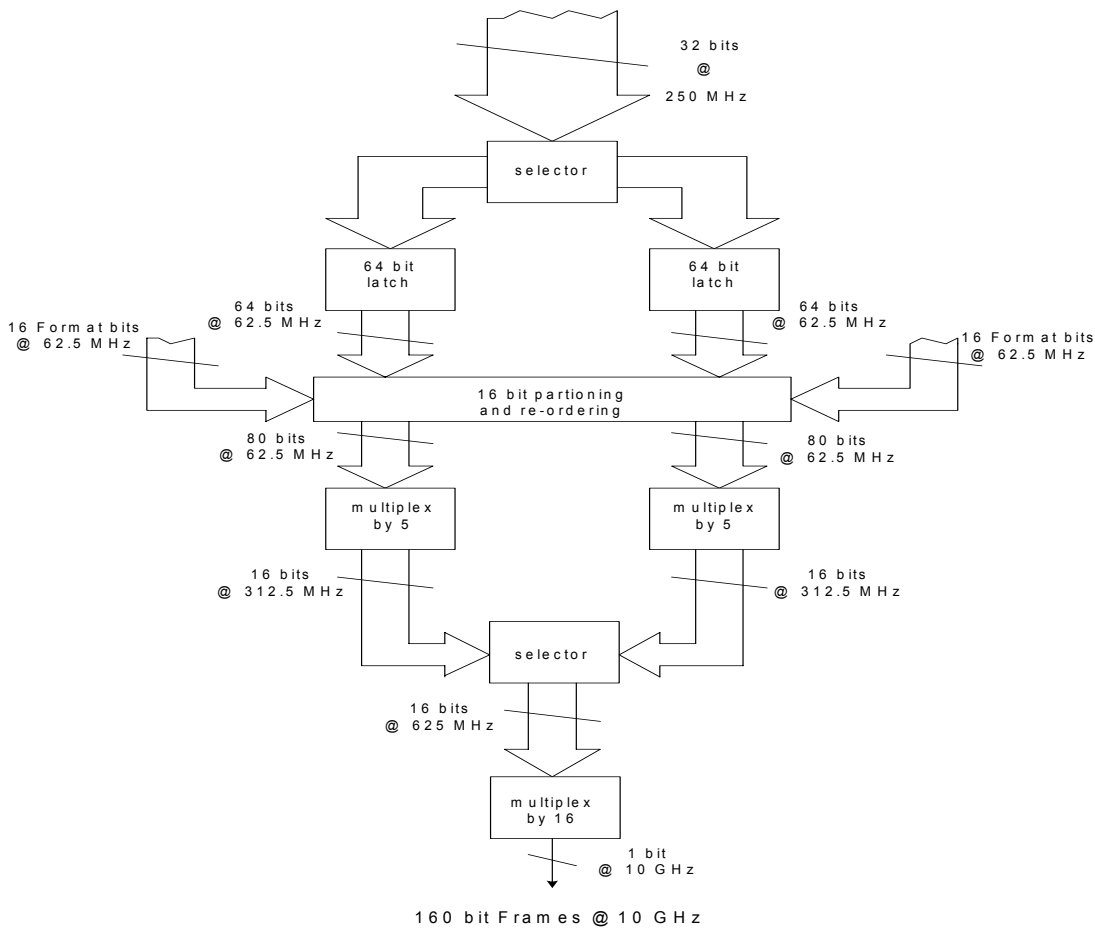 32 bits
@
250 MHz
selector
64 bit
latch
64 bit
latch
64 bits
@ 62.5 MHz
64 bits
@ 62.5 MHz
16 Format bits
@ 62.5 MHz
16 Format bits
@ 62.5 MHz
16 bit partioning
and re-ordering
80 bits
@ 62.5 MHz
80 bits
@ 62.5 MHz
multiplex
by 5
multiplex
by 5
16 bits
@ 312.5 MHz
16 bits
@ 312.5 MHz
selector
16 bits
@ 625 MHz
multiplex
by 16
1 bit
@ 10 GHz
160 bit Frames @ 10 GHz